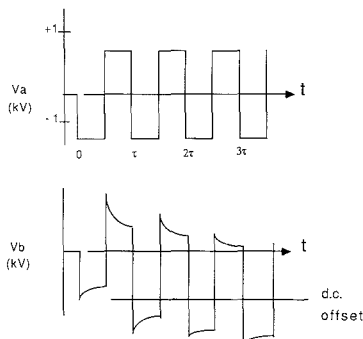 +1
Va
(kV)
t
-1
0 τ 2τ 3τ
Vb
(kV)
t
d.c.
offset